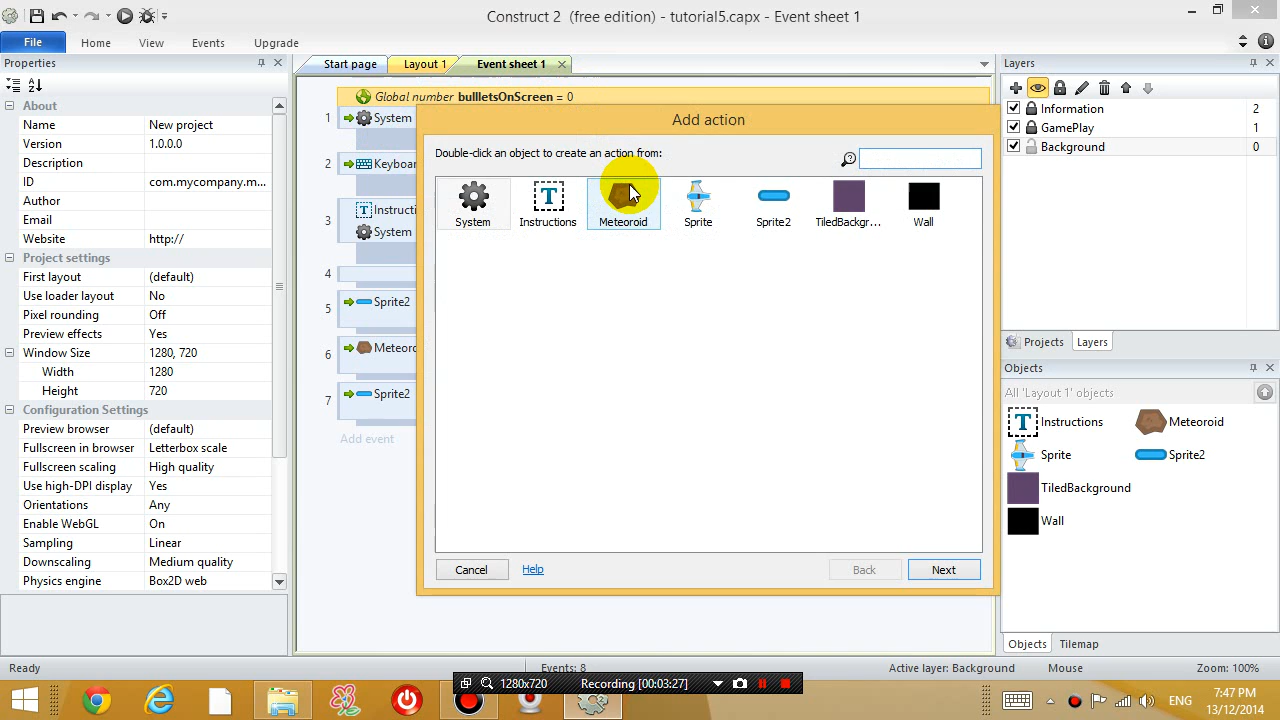 Construct 2  (free edition) - tutorial5.capx - Event sheet 1
File Home View Events Upgrade
Properties
About
Name New project
Version 1.0.0.0
Description
ID com.mycompany.m...
Author
Email
Website http://
Project settings
First layout (default)
Use loader layout No
Pixel rounding Off
Preview effects Yes
Window Size 1280, 720
Width 1280
Height 720
Configuration Settings
Preview browser (default)
Fullscreen in browser Letterbox scale
Fullscreen scaling High quality
Use high-DPI display Yes
Orientations Any
Enable WebGL On
Sampling Linear
Downscaling Medium quality
Physics engine Box2D web
Start page Layout 1 Event sheet 1
Global number bullletsOnScreen = 0
1 System
2 Keyboar
3 Instructi
System
4
5 Sprite2
6 Meteoro
7 Sprite2
Add event
Add action
Double-click an object to create an action from:
System Instructions Meteoroid Sprite Sprite2 TiledBackgr... Wall
Cancel Help Back Next
Layers
Information 2
GamePlay 1
Background 0
Projects Layers
Objects
All 'Layout 1' objects
Instructions Meteoroid
Sprite Sprite2
TiledBackground
Wall
Objects Tilemap
Ready Events: 8 Active layer: Background Mouse Zoom: 100%
1280x720 Recording [00:03:27]
ENG
7:47 PM
13/12/2014